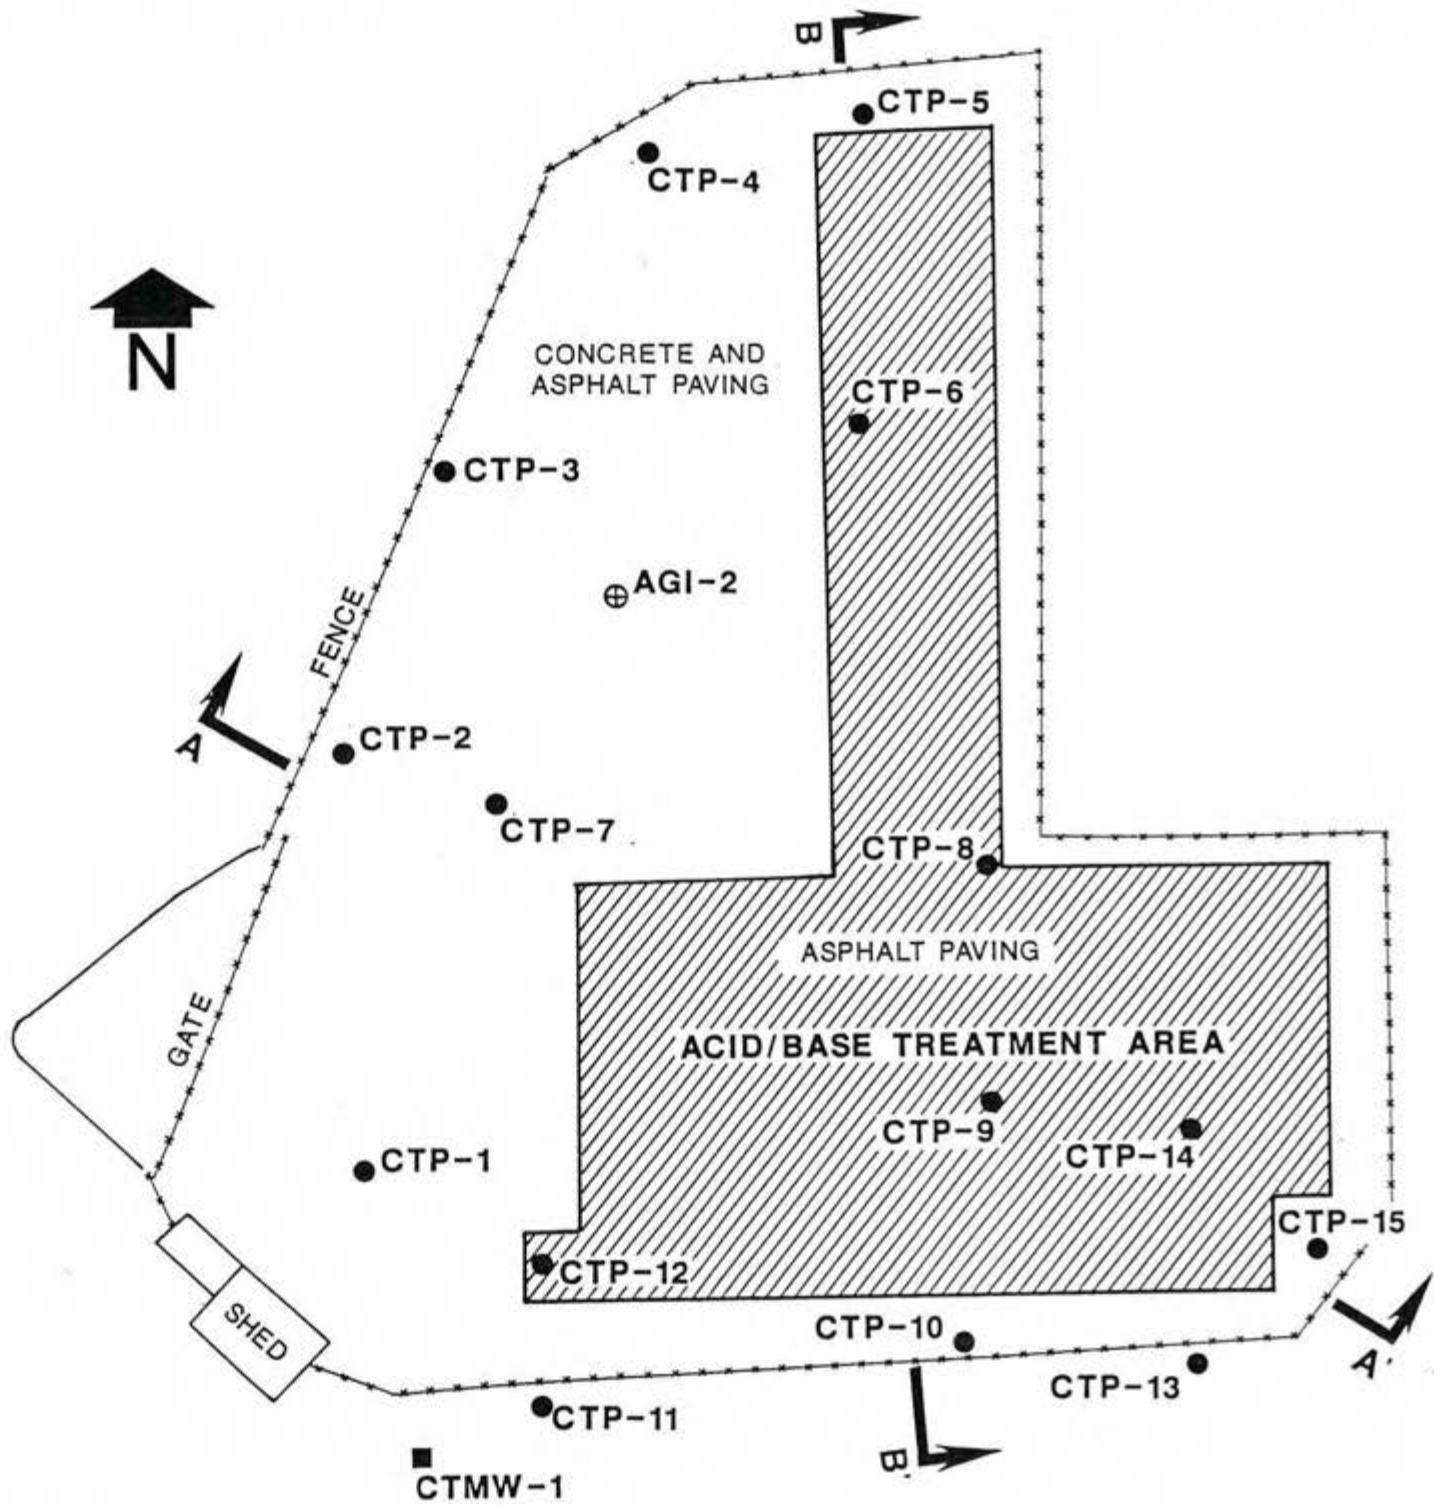 B
CTP-5
CTP-4
N
CONCRETE AND
ASPHALT PAVING
CTP-6
CTP-3
AGI-2
FENCE
A
CTP-2
CTP-7
CTP-8
ASPHALT PAVING
GATE
ACID/BASE TREATMENT AREA
CTP-9
CTP-14
CTP-1
CTP-15
CTP-12
SHED
CTP-10
A'
CTP-13
CTP-11
B'
CTMW-1